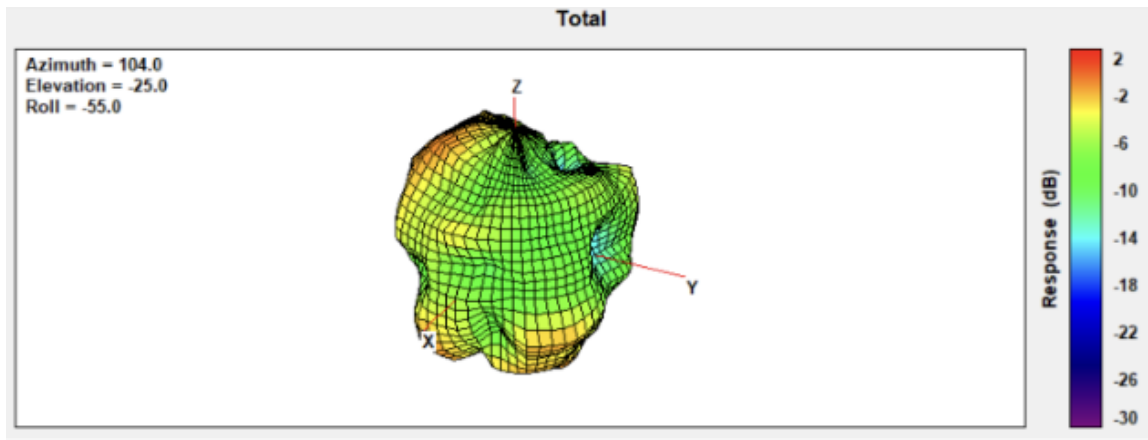 Total
Azimuth = 104.0
Elevation = -25.0
Roll = -55.0
Z
Y
X
Response (dB)
2
-2
-6
-10
-14
-18
-22
-26
-30